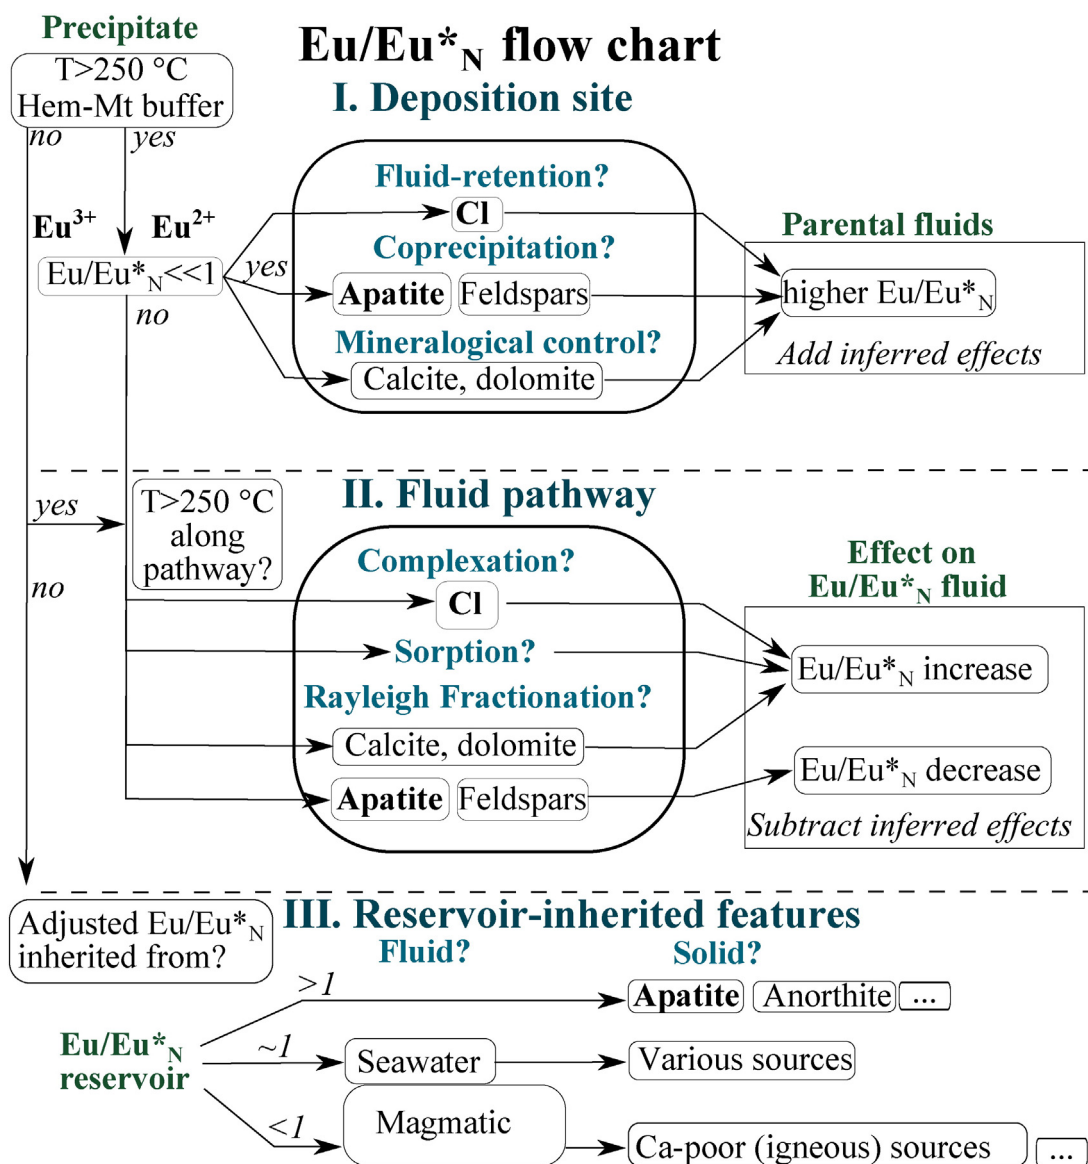 Precipitate
Eu/Eu*N flow chart
T>250 °C
Hem-Mt buffer
I. Deposition site
no
yes
Fluid-retention?
Cl
Eu3+
Eu2+
Coprecipitation?
Parental fluids
Eu/Eu*N<<1
yes
Apatite
Feldspars
higher Eu/Eu*N
no
Mineralogical control?
Add inferred effects
Calcite, dolomite
II. Fluid pathway
yes
T>250 °C
along
pathway?
Complexation?
Effect on
Eu/Eu*N fluid
no
Cl
Sorption?
Eu/Eu*N increase
Rayleigh Fractionation?
Calcite, dolomite
Eu/Eu*N decrease
Apatite
Feldspars
Subtract inferred effects
Adjusted Eu/Eu*N
inherited from?
III. Reservoir-inherited features
Fluid?
Solid?
>1
Apatite
Anorthite
...
Eu/Eu*N
reservoir
~1
Seawater
Various sources
<1
Magmatic
Ca-poor (igneous) sources
...